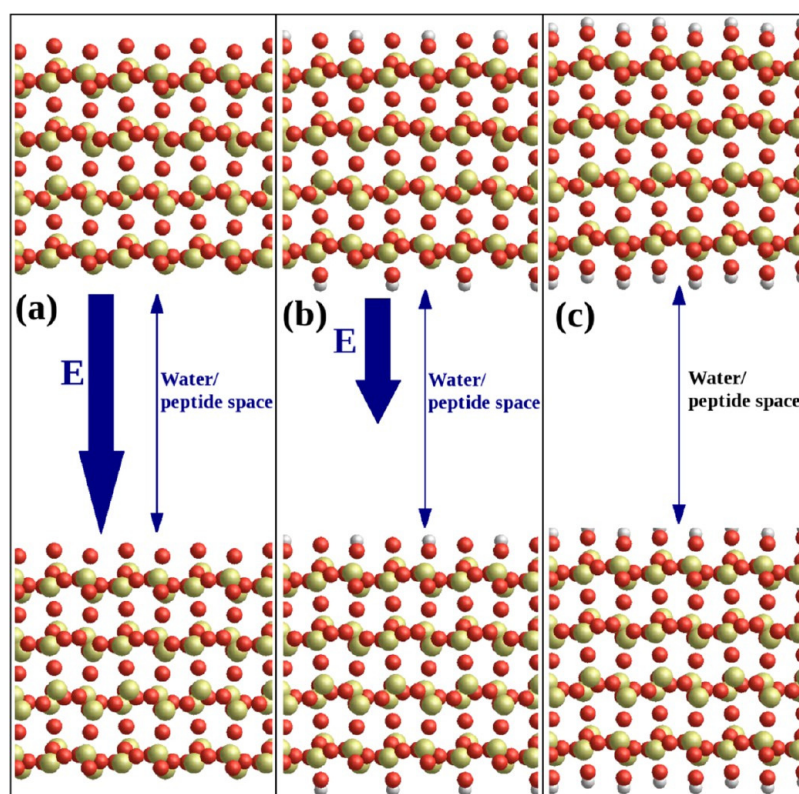 (a)
E
Water/
peptide space
(b)
E
Water/
peptide space
(c)
Water/
peptide space